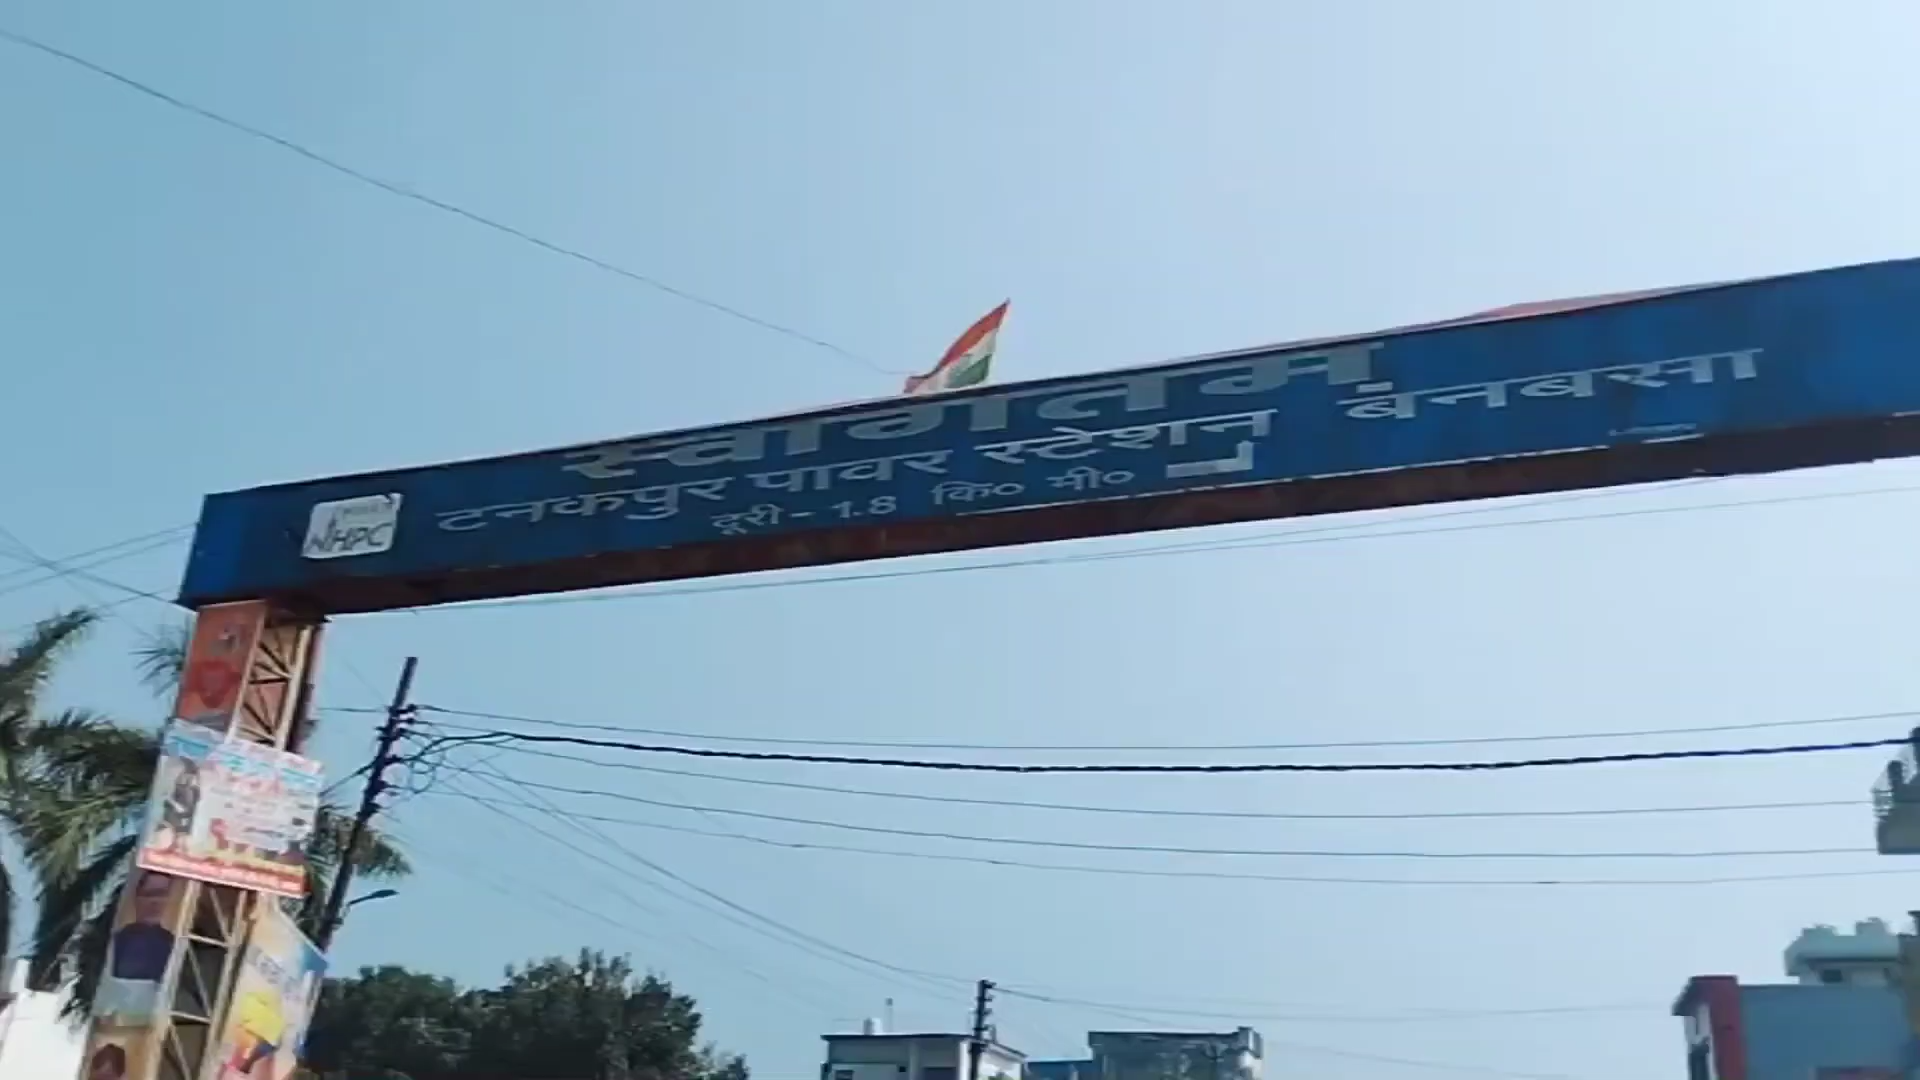 स्वागतम
NHPC
टनकपुर पावर स्टेशन बनबसा
दूरी - 1.8 कि० मी०